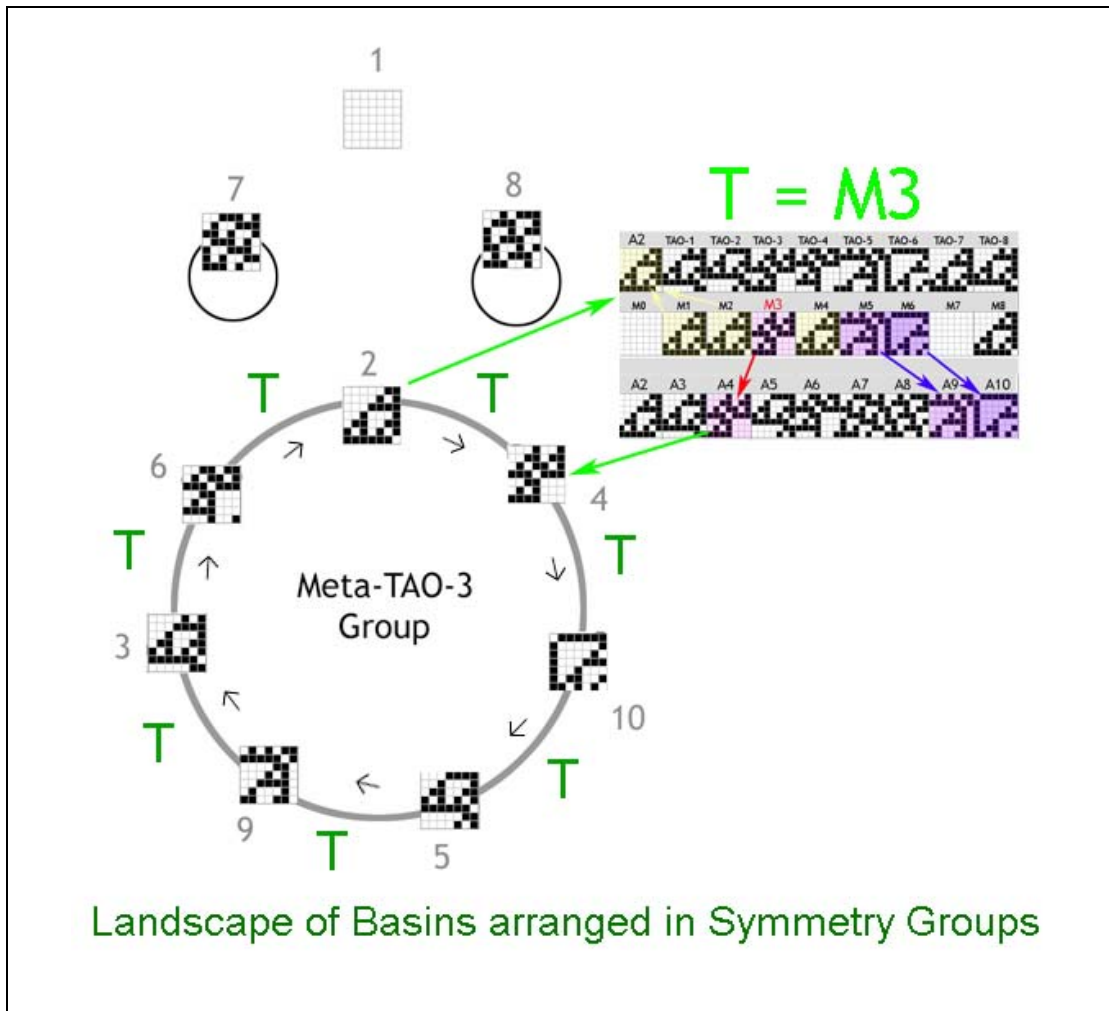 1
7
8
T = M3
A2 TAO-1 TAO-2 TAO-3 TAO-4 TAO-5 TAO-6 TAO-7 TAO-8
M0 M1 M2 M3 M4 M5 M6 M7 M8
A2 A3 A4 A5 A6 A7 A8 A9 A10
2
T T
6
4
T T
Meta-TAO-3
Group
3
10
T T
9 5
T
Landscape of Basins arranged in Symmetry Groups